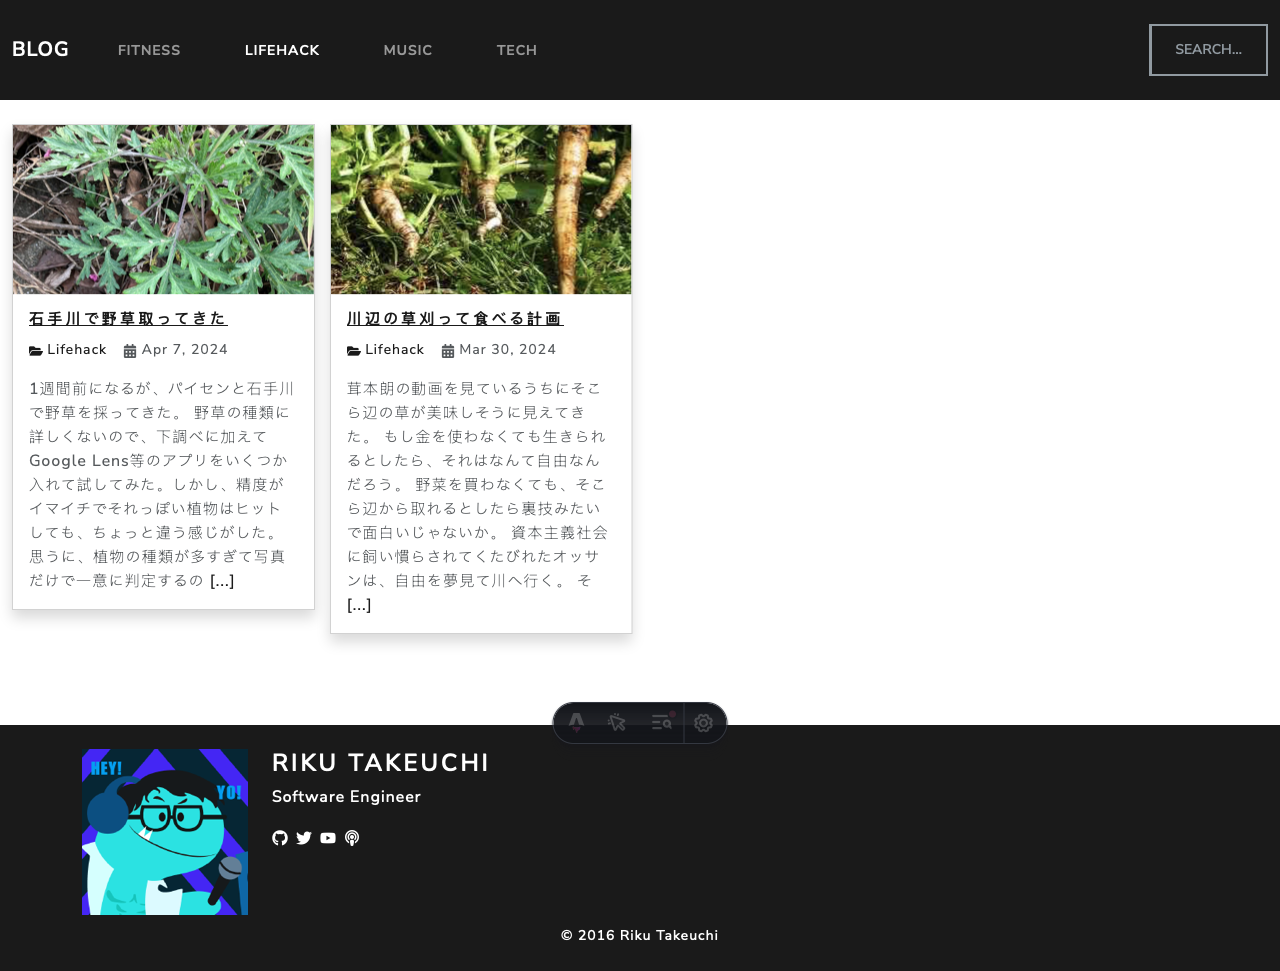 BLOG FITNESS LIFEHACK MUSIC TECH SEARCH...
石手川で野草取ってきた
Lifehack Apr 7, 2024
1週間前になるが、パイセンと石手川
で野草を採ってきた。 野草の種類に
詳しくないので、下調べに加えて
Google Lens等のアプリをいくつか
入れて試してみた。しかし、精度が
イマイチでそれっぽい植物はヒット
しても、ちょっと違う感じがした。
思うに、植物の種類が多すぎて写真
だけで一意に判定するの [...]
川辺の草刈って食べる計画
Lifehack Mar 30, 2024
茸本朗の動画を見ているうちにそこ
ら辺の草が美味しそうに見えてき
た。 もし金を使わなくても生きられ
るとしたら、それはなんて自由なん
だろう。 野菜を買わなくても、そこ
ら辺から取れるとしたら裏技みたい
で面白いじゃないか。 資本主義社会
に飼い慣らされてくたびれたオッサ
ンは、自由を夢見て川へ行く。 そ
[...]
HEY!
YO!
RIKU TAKEUCHI
Software Engineer
© 2016 Riku Takeuchi